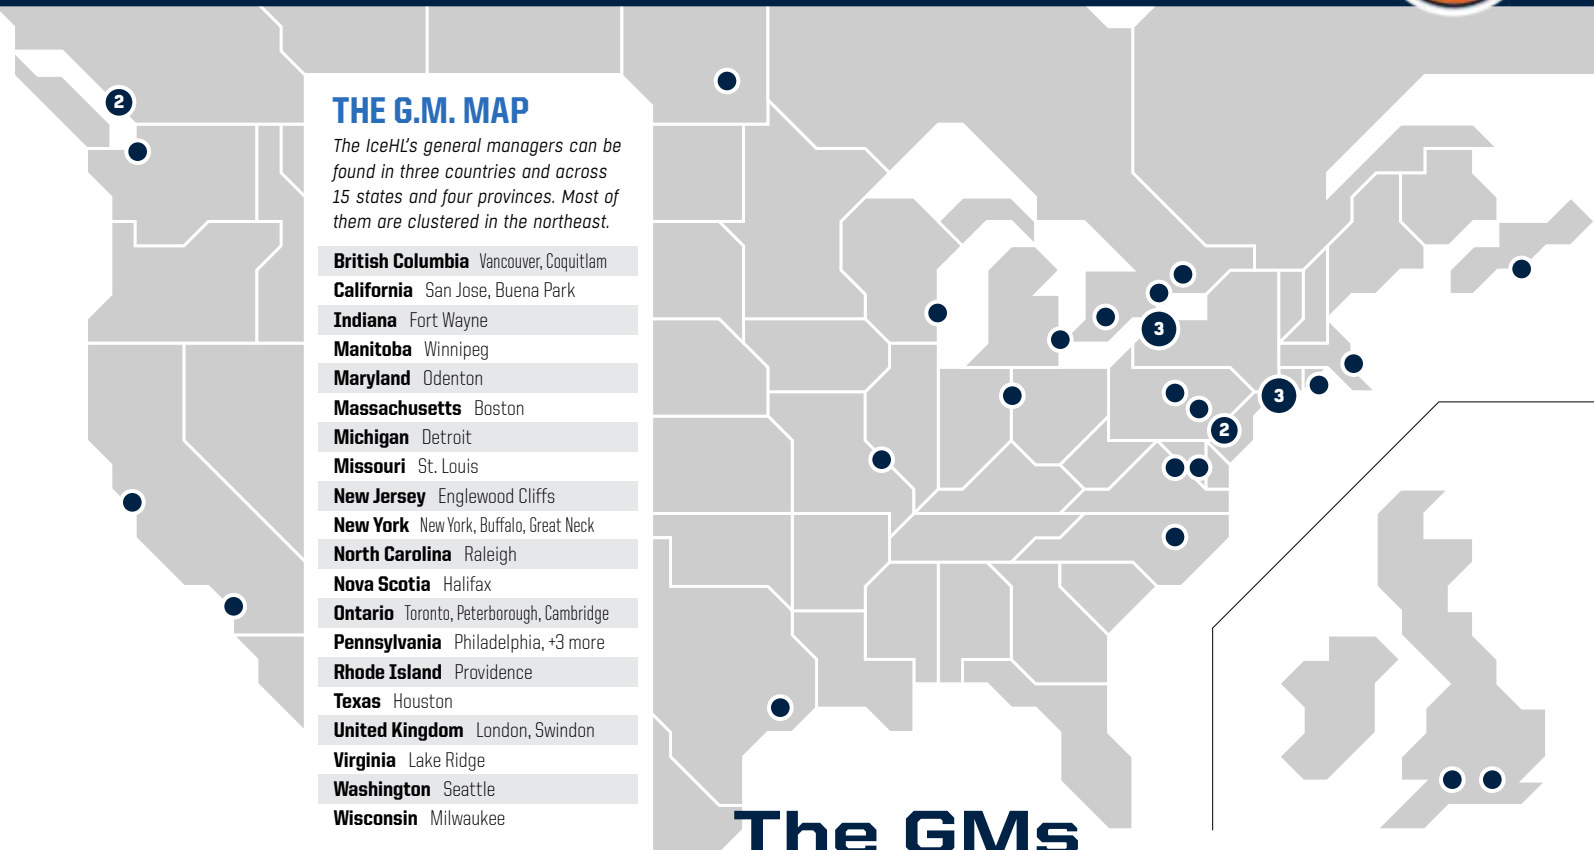 THE G.M. MAP
The IceHL's general managers can be
found in three countries and across
15 states and four provinces. Most of
them are clustered in the northeast.
British Columbia Vancouver, Coquitlam
California San Jose, Buena Park
Indiana Fort Wayne
Manitoba Winnipeg
Maryland Odenton
Massachusetts Boston
Michigan Detroit
Missouri St. Louis
New Jersey Englewood Cliffs
New York New York, Buffalo, Great Neck
North Carolina Raleigh
Nova Scotia Halifax
Ontario Toronto, Peterborough, Cambridge
Pennsylvania Philadelphia, +3 more
Rhode Island Providence
Texas Houston
United Kingdom London, Swindon
Virginia Lake Ridge
Washington Seattle
Wisconsin Milwaukee
2
3
3
2
The GMs